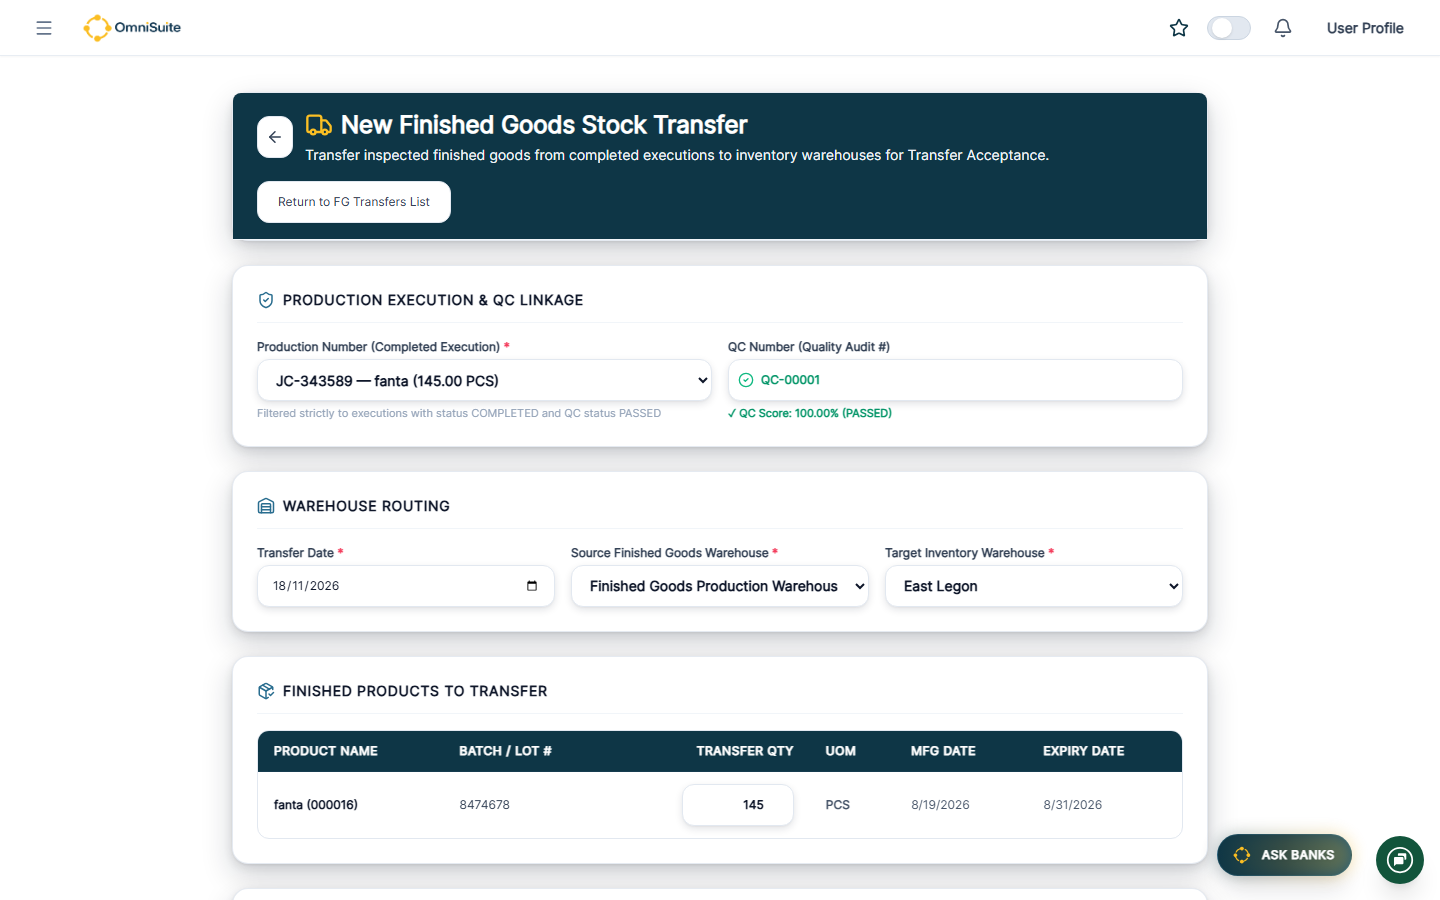 OmniSuite
User Profile
New Finished Goods Stock Transfer
Transfer inspected finished goods from completed executions to inventory warehouses for Transfer Acceptance.
Return to FG Transfers List
PRODUCTION EXECUTION & QC LINKAGE
Production Number (Completed Execution) *
QC Number (Quality Audit #)
JC-343589 — fanta (145.00 PCS)
QC-00001
Filtered strictly to executions with status COMPLETED and QC status PASSED
✓ QC Score: 100.00% (PASSED)
WAREHOUSE ROUTING
Transfer Date *
Source Finished Goods Warehouse *
Target Inventory Warehouse *
18/11/2026
Finished Goods Production Warehous
East Legon
FINISHED PRODUCTS TO TRANSFER
PRODUCT NAME BATCH / LOT # TRANSFER QTY UOM MFG DATE EXPIRY DATE
fanta (000016) 8474678 145 PCS 8/19/2026 8/31/2026
ASK BANKS